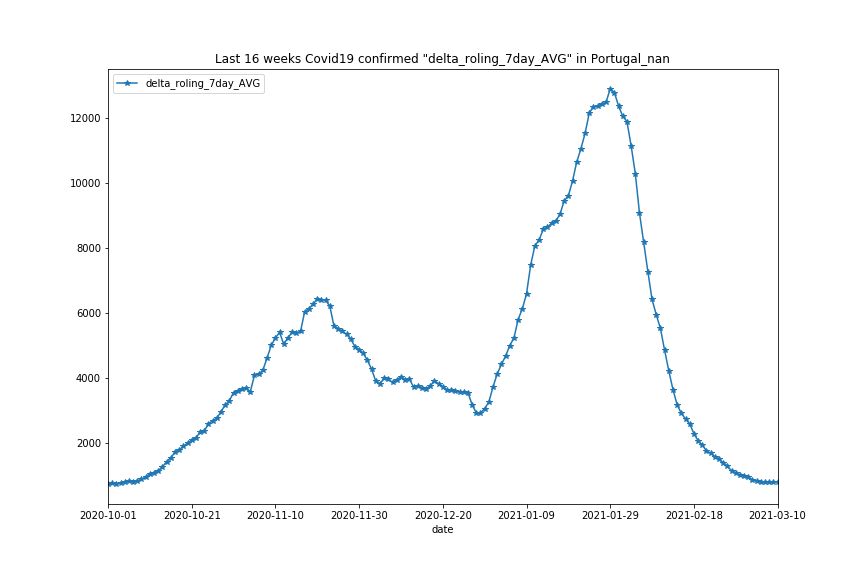 Last 16 weeks Covid19 confirmed "delta_roling_7day_AVG" in Portugal_nan
delta_roling_7day_AVG
12000
10000
8000
6000
4000
2000
2020-10-01 2020-10-21 2020-11-10 2020-11-30 2020-12-20 2021-01-09 2021-01-29 2021-02-18 2021-03-10
date